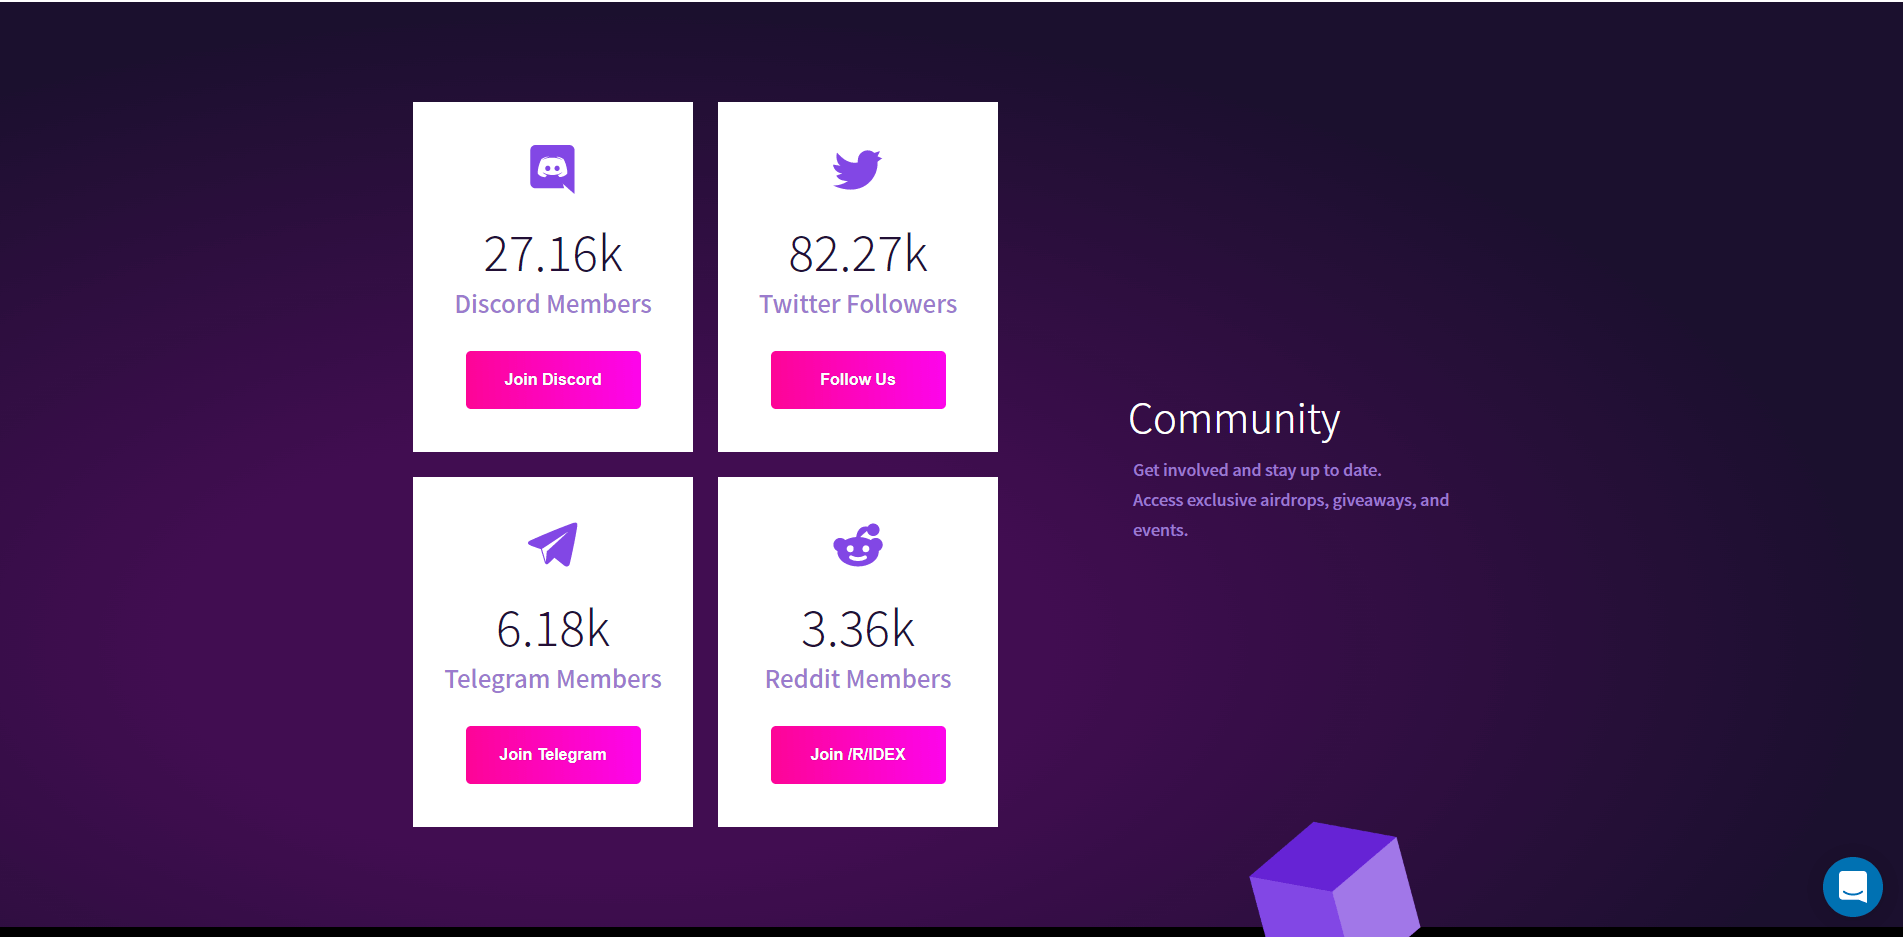 27.16k
Discord Members
Join Discord
82.27k
Twitter Followers
Follow Us
6.18k
Telegram Members
Join Telegram
3.36k
Reddit Members
Join /R/IDEX
Community
Get involved and stay up to date.
Access exclusive airdrops, giveaways, and
events.